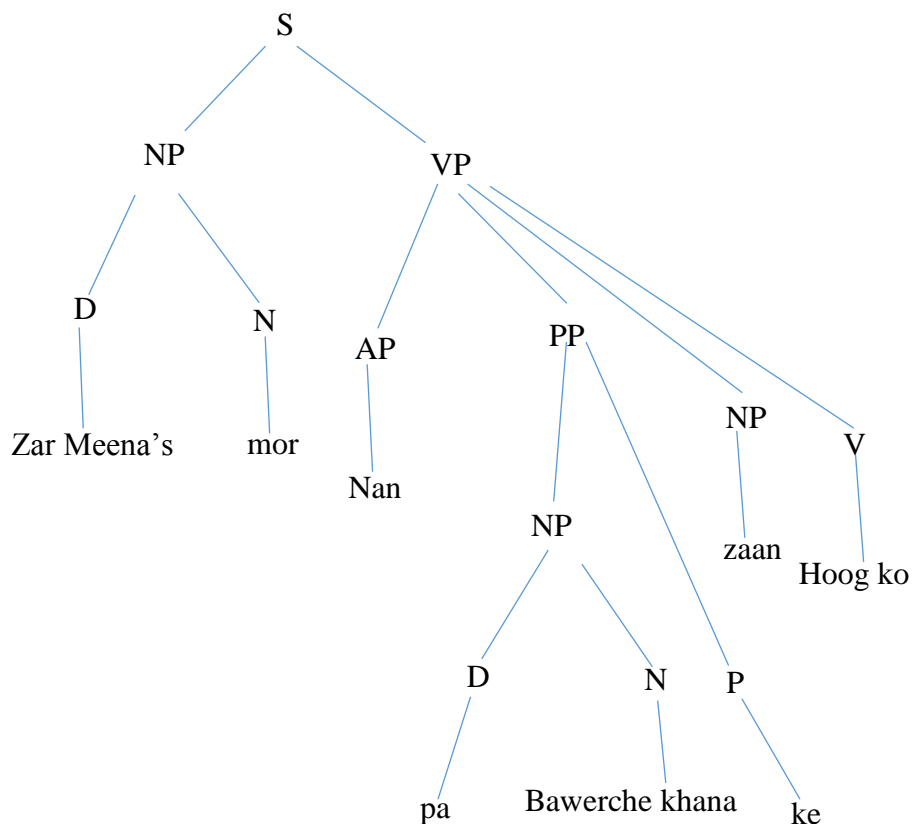 S
NP
VP
D
N
AP
PP
NP
V
Zar Meena's
mor
Nan
NP
zaan
Hoog ko
D
N
P
pa
Bawerche khana
ke